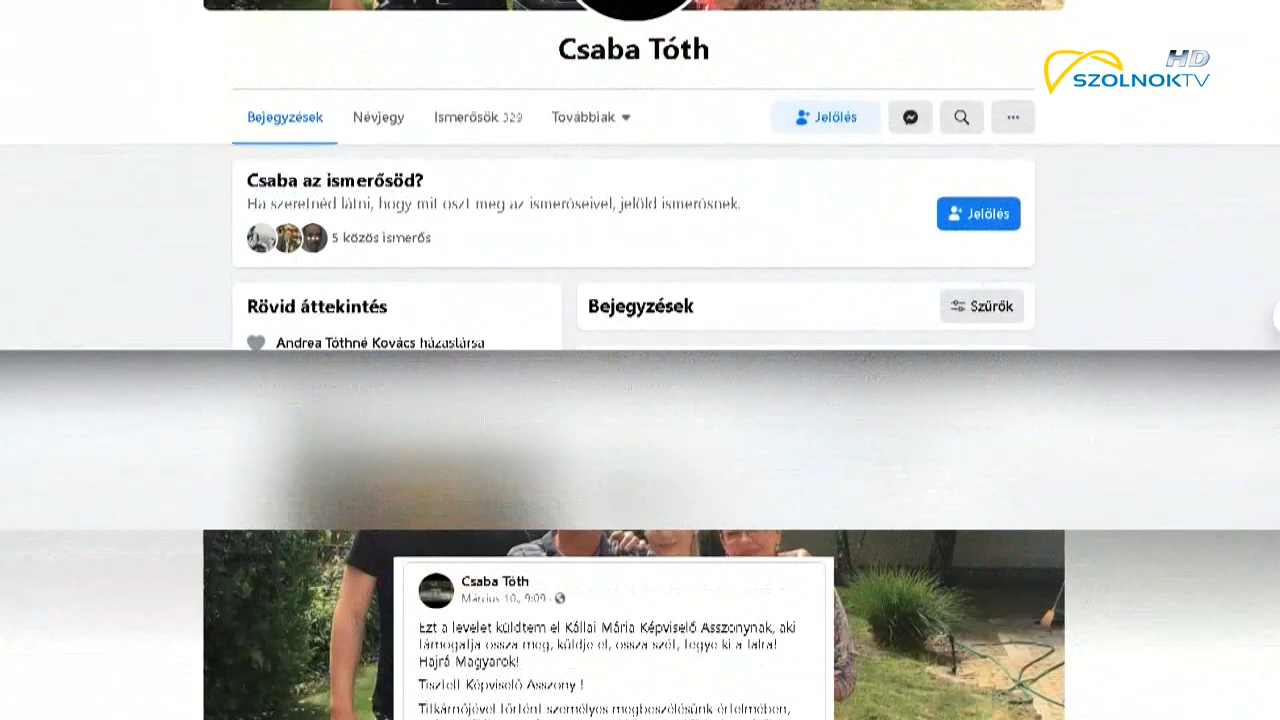 Csaba Tóth
HD
SZOLNOKTV
Bejegyzések Névjegy Ismerősök 329 Továbbiak Jelölés
Csaba az ismerősöd?
Ha szeretnéd látni, hogy mit oszt meg az ismerőseivel, jelöld ismerősnek.
Jelölés
5 közös ismerős
Rövid áttekintés
Bejegyzések
Szűrők
Andrea Tóthné Kovács házastársa
Csaba Tóth
Március 10., 9:09 ·
Ezt a levelet küldtem el Kállai Mária Képviselő Asszonynak, aki
támogatja ossza meg, küldje el, ossza szét, tegye ki a falra!
Hajrá Magyarok!
Tisztelt Képviselő Asszony !
Titkárnőjével történt személyes megbeszélésünk értelmében,